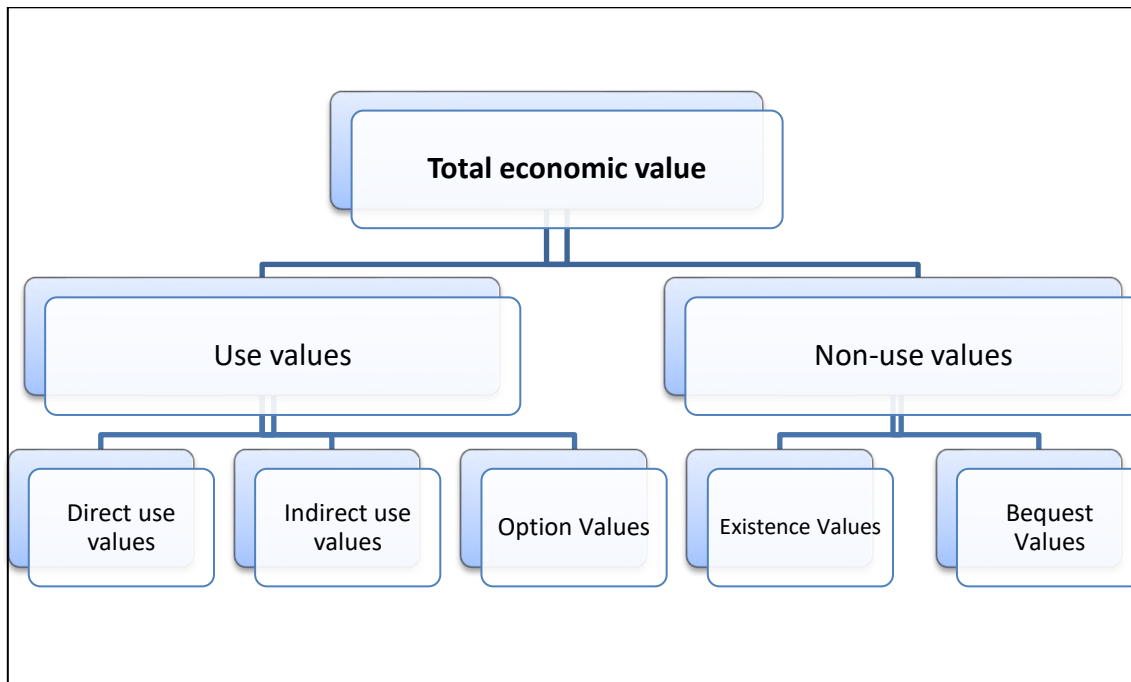 Total economic value
Use values
Non-use values
Direct use
values
Indirect use
values
Option Values
Existence Values
Bequest
Values